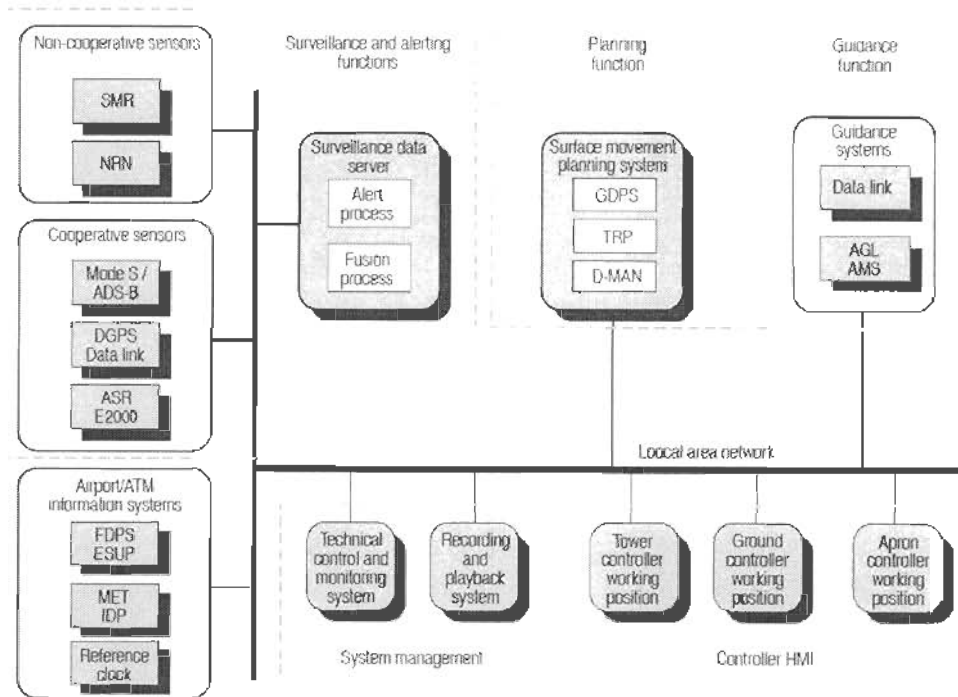 Non-cooperative sensors
SMR
NRN
Cooperative sensors
Mode S /
ADS-B
DGPS
Data link
ASR
E2000
Airport/ATM
information systems
FDPS
ESUP
MET
IDP
Reference
clock
Surveillance and alerting
functions
Surveillance data
server
Alert
process
Fusion
process
Planning
function
Surface movement
planning system
GDPS
TRP
D-MAN
Guidance
function
Guidance
systems
Data link
AGL
AMS
Loocal area network
Technical
control and
monitoring
system
Recording
and
playback
system
Tower
controller
working
position
Ground
controller
working
position
Apron
controller
working
position
System management
Controller HMI